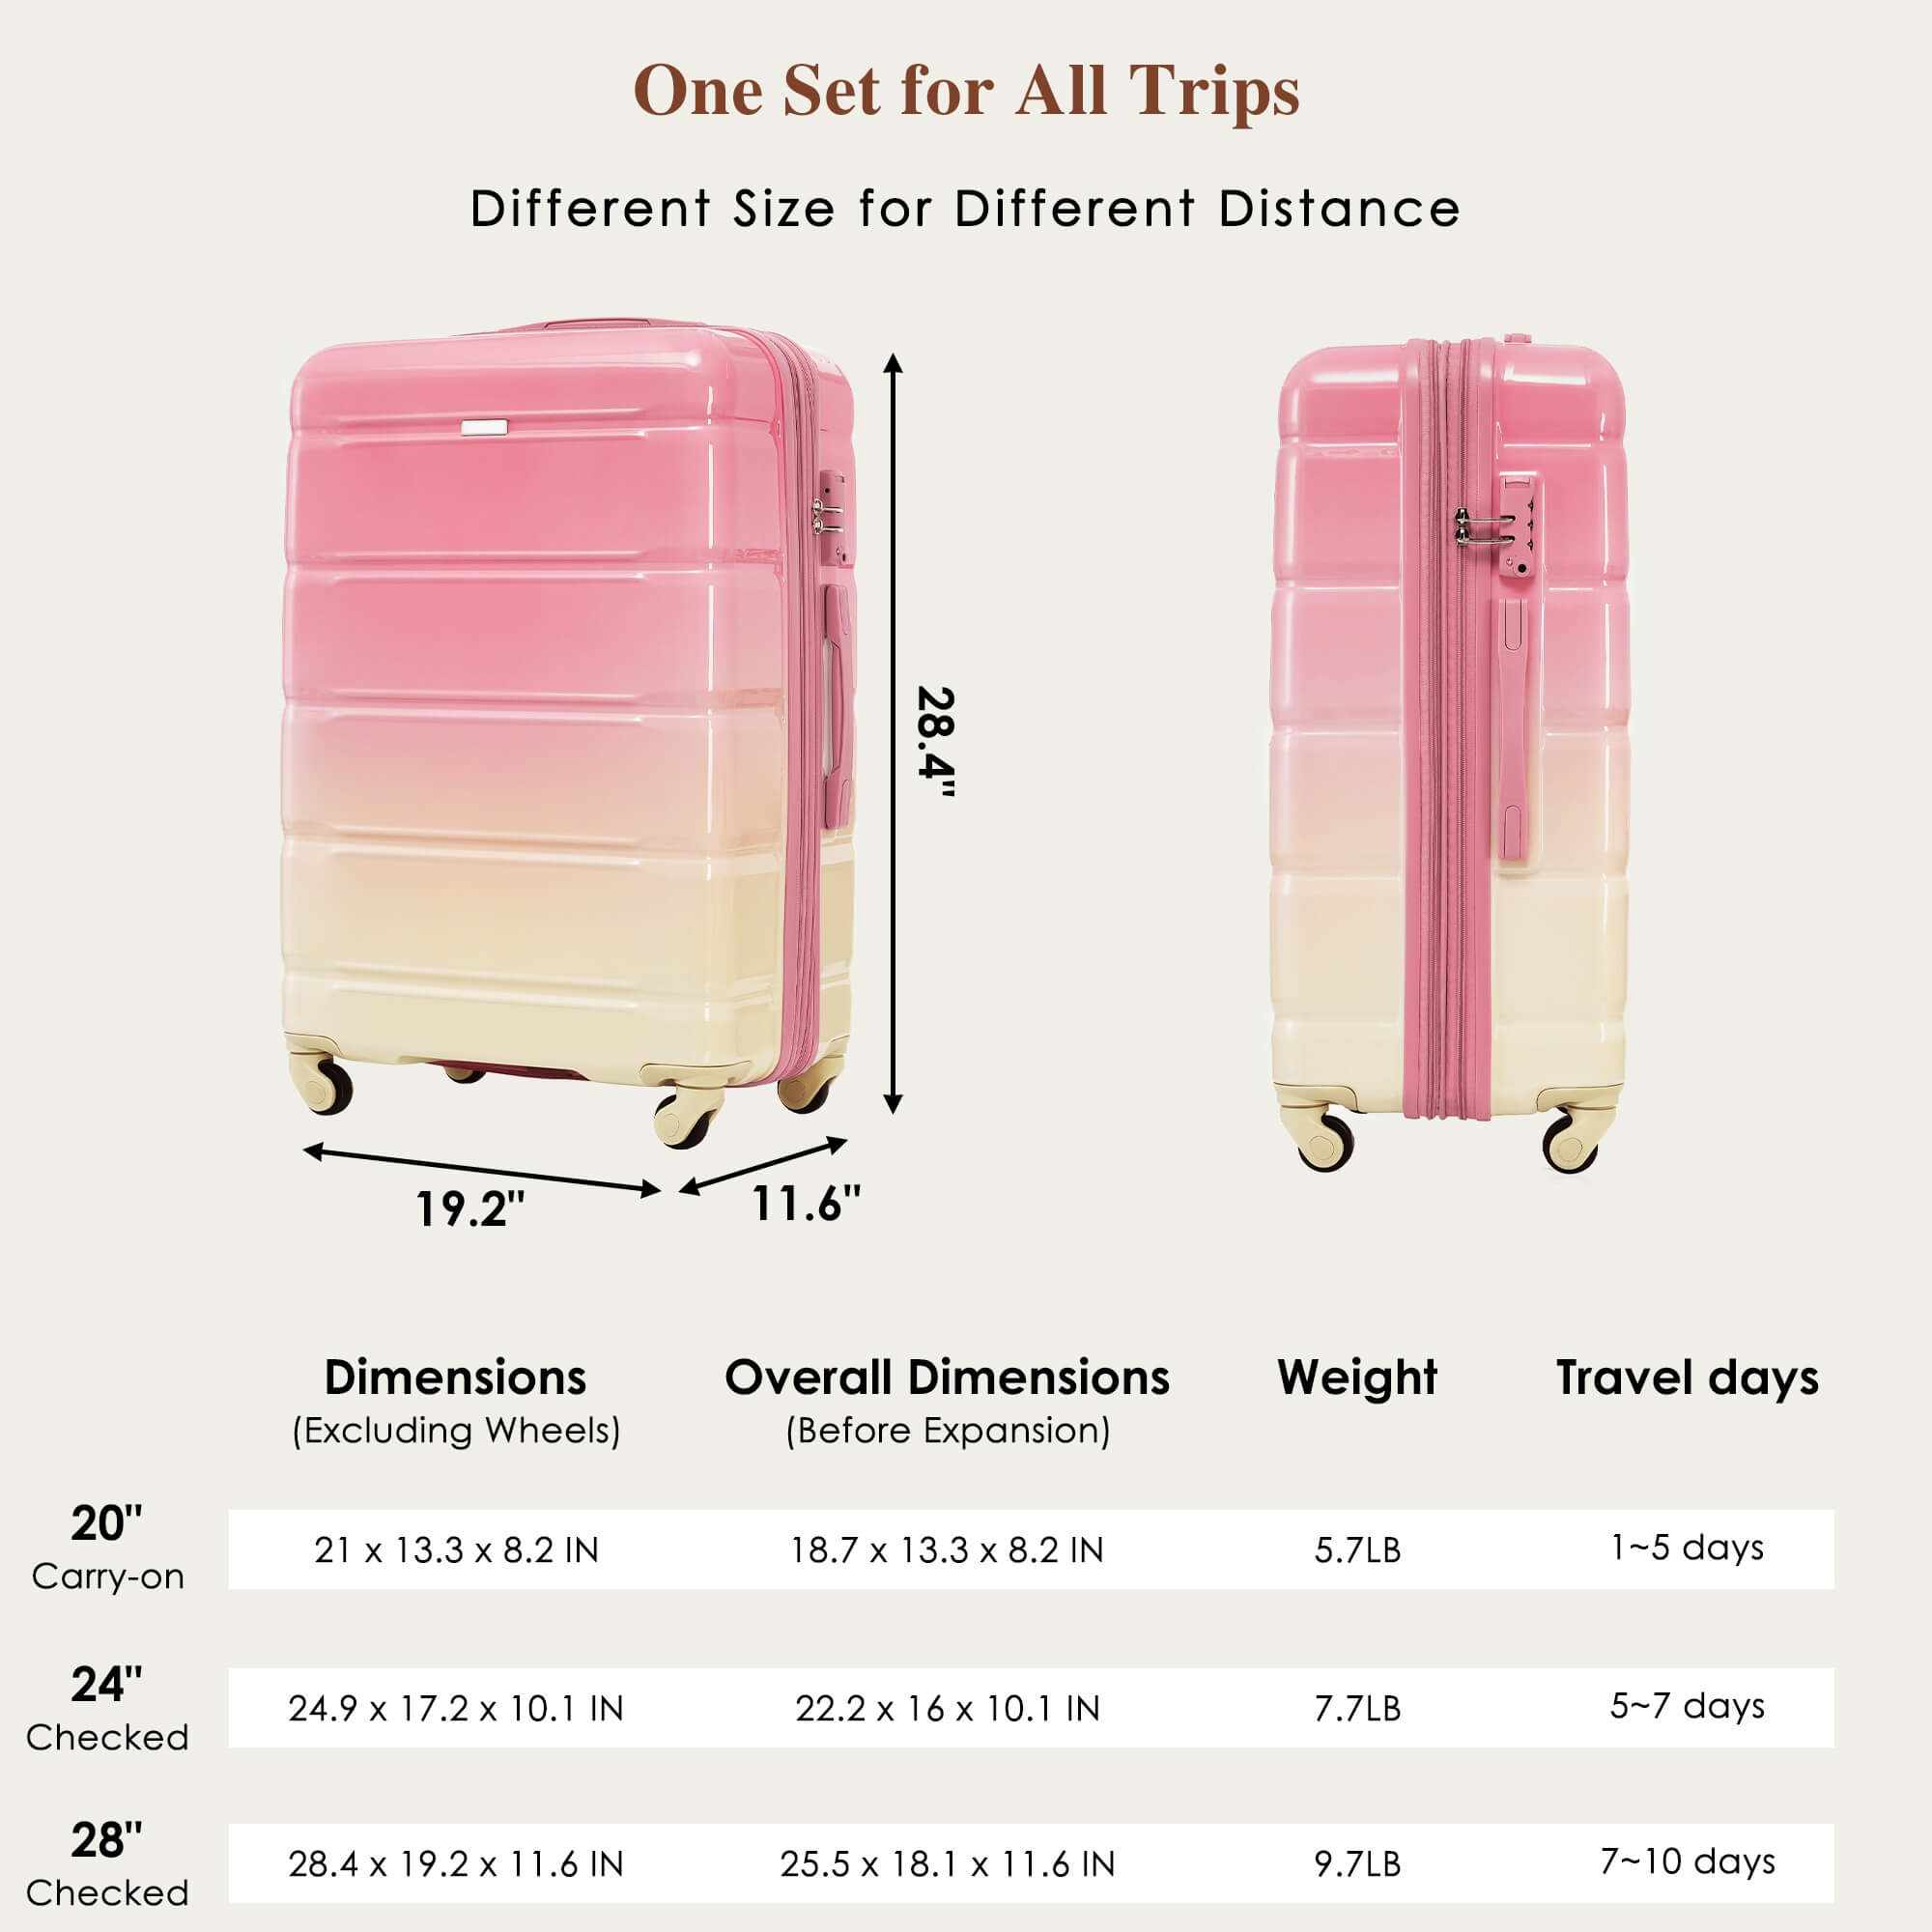 One Set for All Trips
Different Size for Different Distance
28.4"
19.2"
11.6"
Dimensions Overall Dimensions Weight Travel days
(Excluding Wheels) (Before Expansion)
20"
Carry-on
21 x 13.3 x 8.2 IN 18.7 x 13.3 x 8.2 IN 5.7LB 1~5 days
24"
Checked
24.9 x 17.2 x 10.1 IN 22.2 x 16 x 10.1 IN 7.7LB 5~7 days
28"
Checked
28.4 x 19.2 x 11.6 IN 25.5 x 18.1 x 11.6 IN 9.7LB 7~10 days